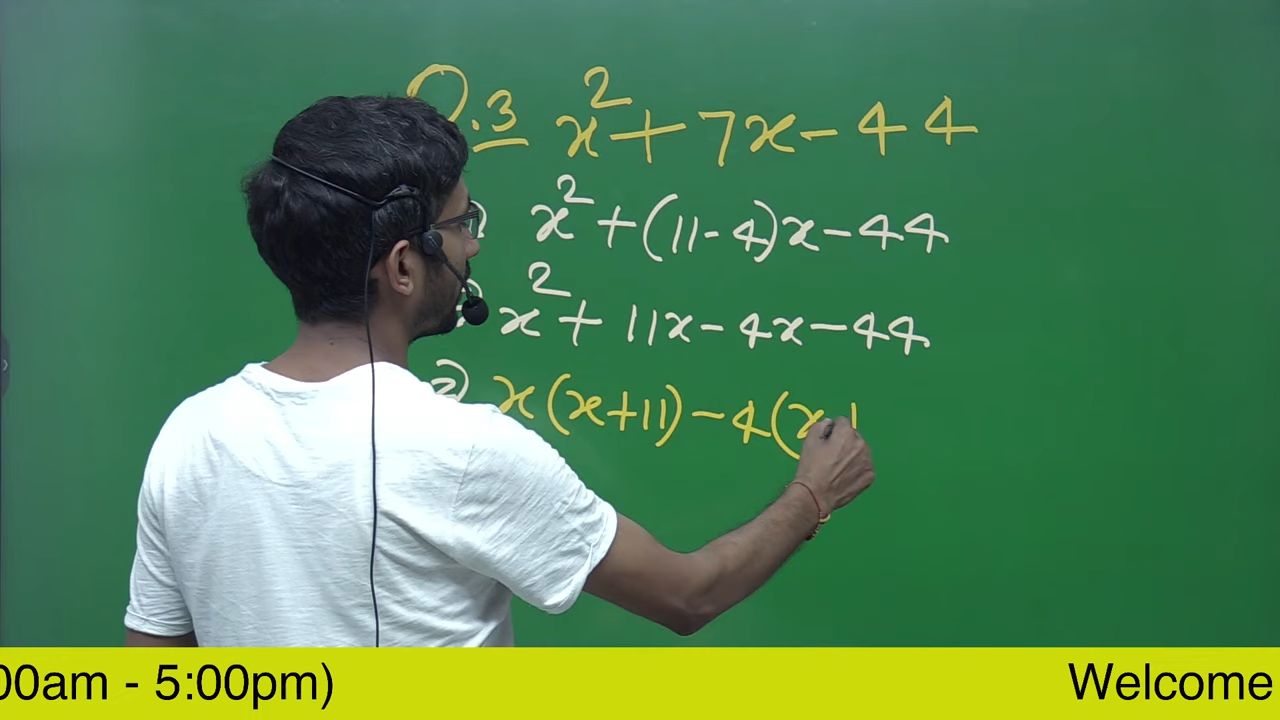 Q.3 x² + 7x - 44
x² + (11 - 4)x - 44
x² + 11x - 4x - 44
x(x + 11) - 4(x
00am - 5:00pm)
Welcome